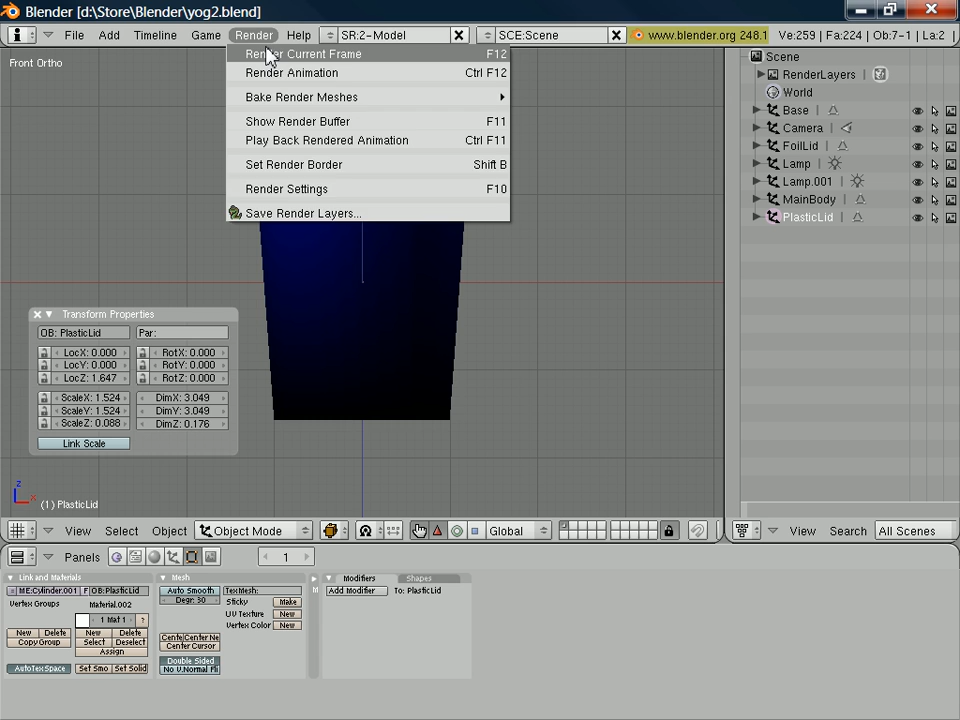 Blender [d:\Store\Blender\yog2.blend]
File Add Timeline Game Render Help SR:2-Model SCE:Scene www.blender.org 248.1 Ve:259 | Fa:224 | Ob:7-1 | La:2
Front Ortho
Render Current Frame F12
Render Animation Ctrl F12
Bake Render Meshes
Show Render Buffer F11
Play Back Rendered Animation Ctrl F11
Set Render Border Shift B
Render Settings F10
Save Render Layers...
Scene
RenderLayers |
World
Base |
Camera |
FoilLid |
Lamp |
Lamp.001 |
MainBody |
PlasticLid |
Transform Properties
OB: PlasticLid Par:
LocX: 0.000 RotX: 0.000
LocY: 0.000 RotY: 0.000
LocZ: 1.647 RotZ: 0.000
ScaleX: 1.524 DimX: 3.049
ScaleY: 1.524 DimY: 3.049
ScaleZ: 0.088 DimZ: 0.176
Link Scale
z
x
(1) PlasticLid
View Select Object Object Mode Global
View Search All Scenes
Panels 1
Link and Materials
ME:Cylinder.001 F OB:PlasticLid
Vertex Groups Material.002
1 Mat 1 ?
New Delete New Delete
Copy Group Select Deselect
Assign
AutoTexSpace Set Smo Set Solid
Mesh
Auto Smooth TexMesh:
Degr: 30 Sticky Make
UV Texture New
Vertex Color New
Cente Center Ne
Center Cursor
Double Sided
No V.Normal Fli
M
Modifiers Shapes
Add Modifier To: PlasticLid